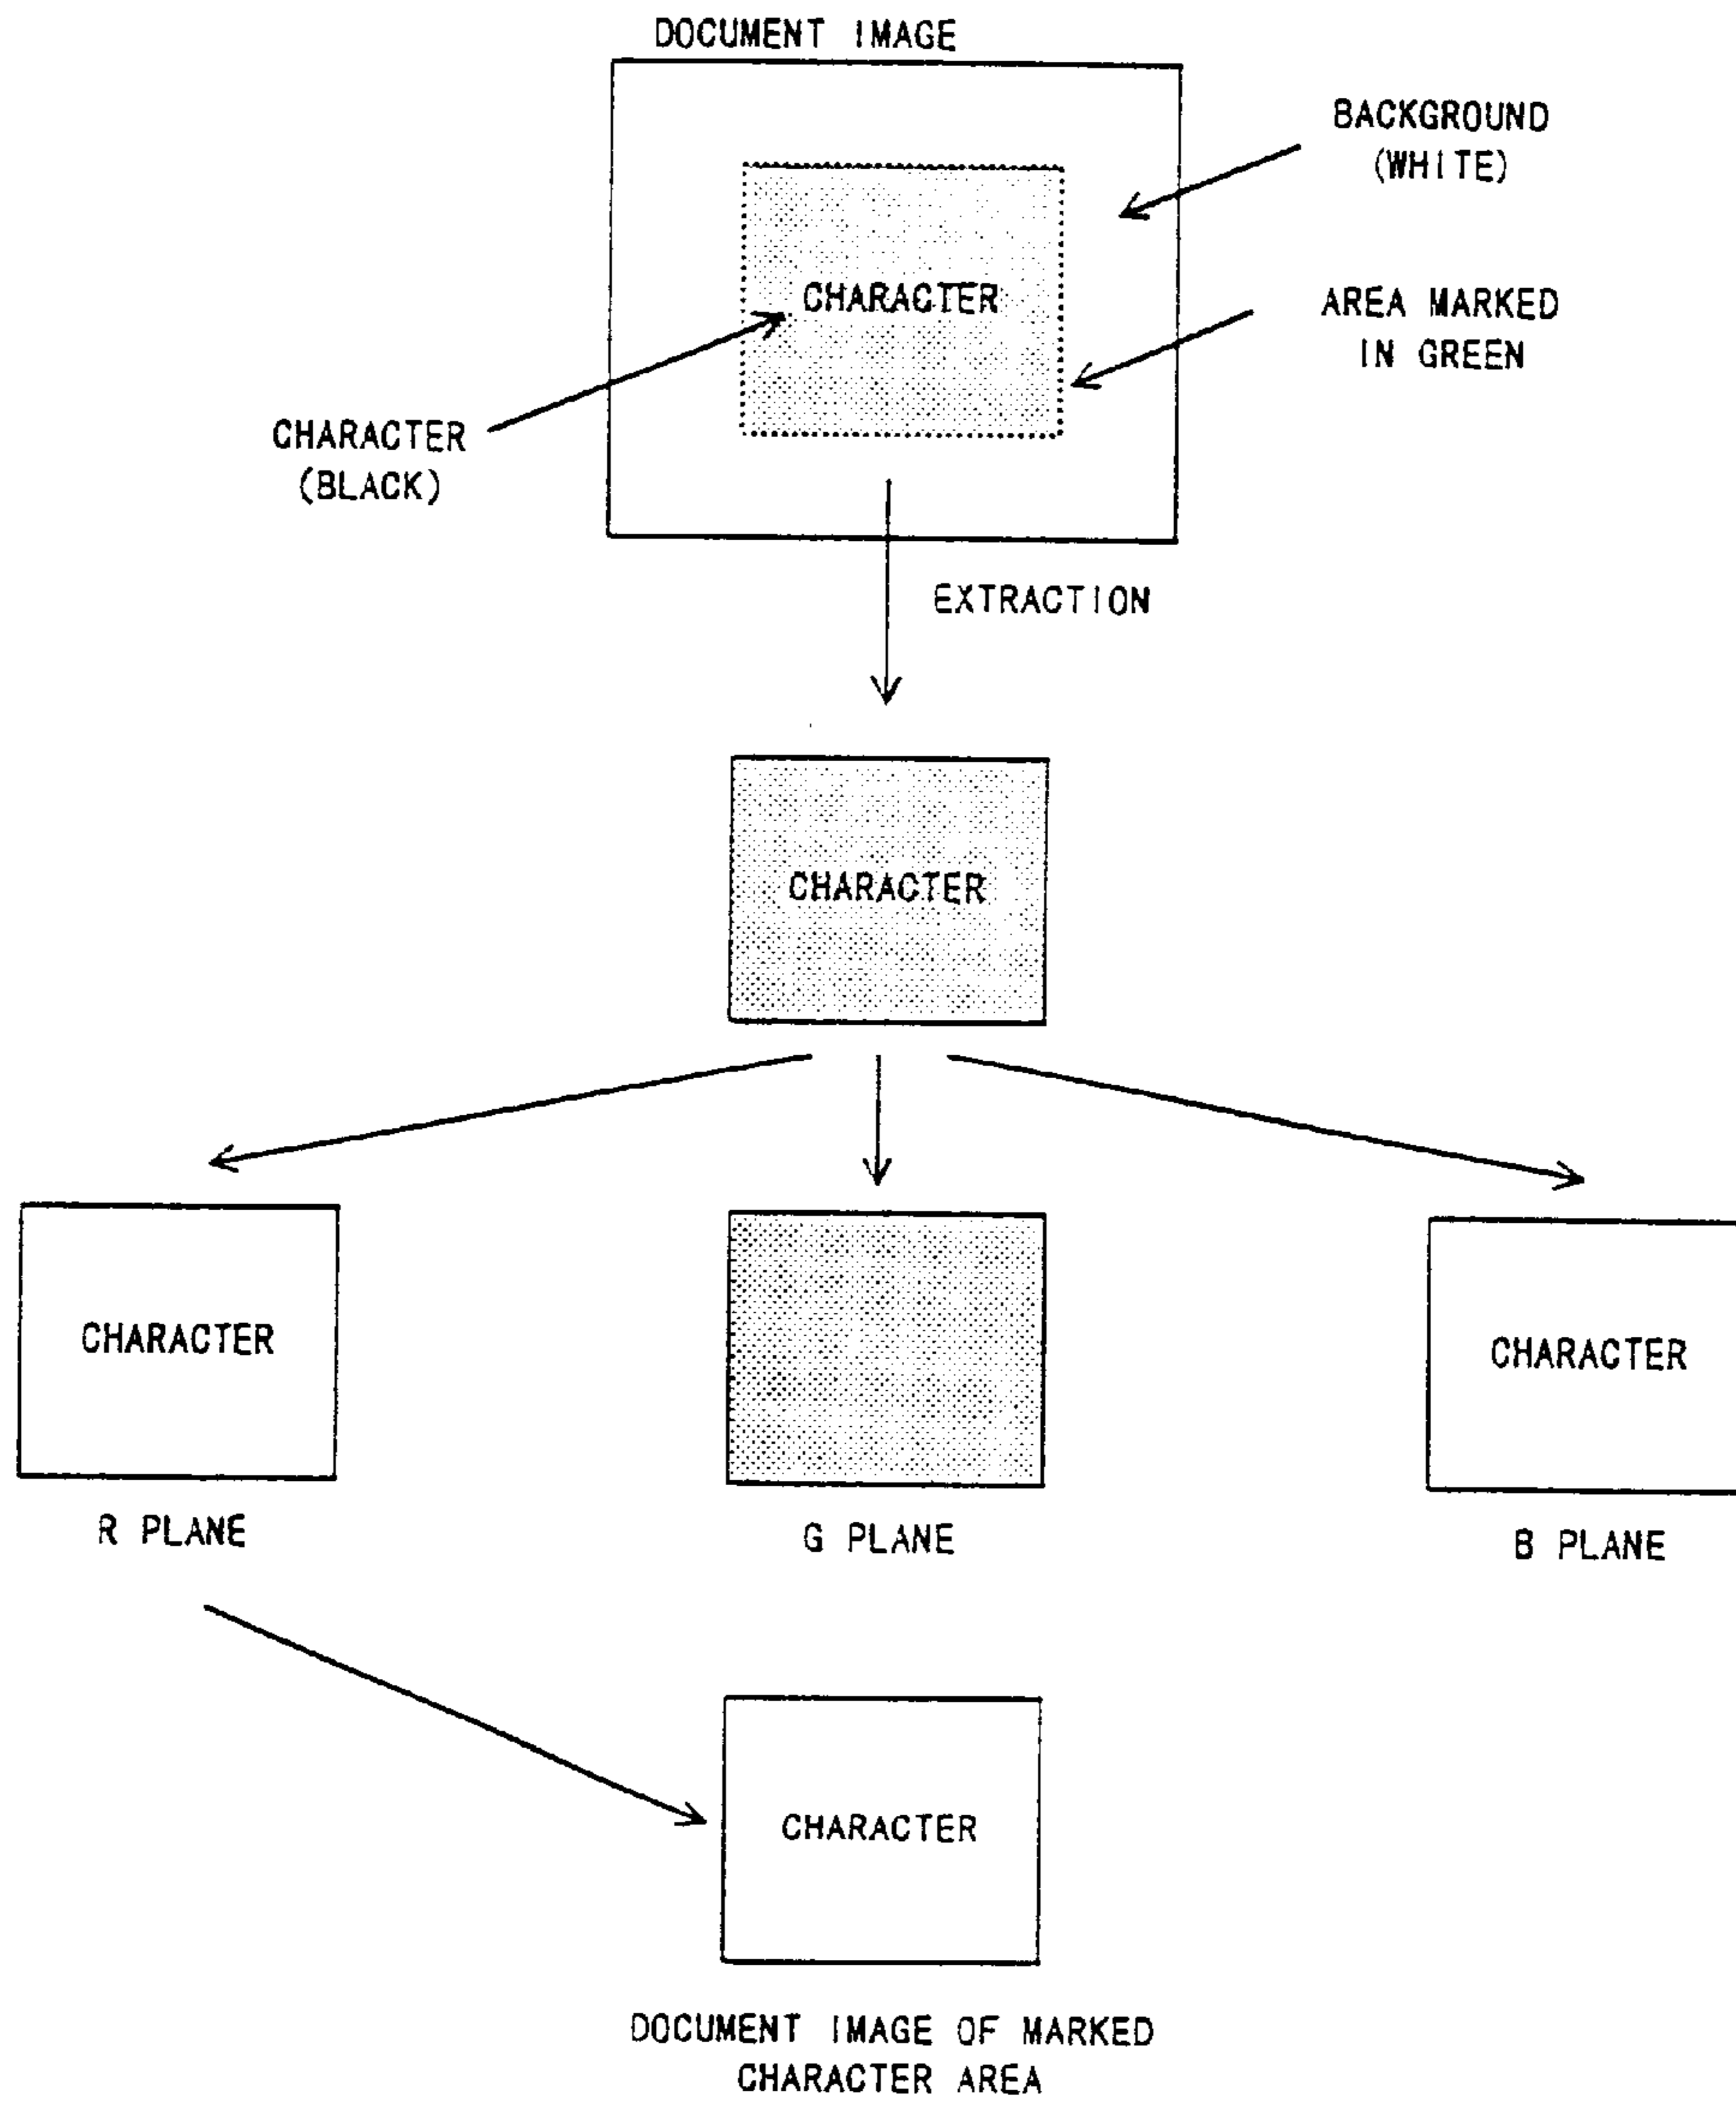 DOCUMENT IMAGE
BACKGROUND
(WHITE)
CHARACTER
AREA MARKED
IN GREEN
CHARACTER
(BLACK)
EXTRACTION
CHARACTER
CHARACTER
CHARACTER
R PLANE
G PLANE
B PLANE
CHARACTER
DOCUMENT IMAGE OF MARKED
CHARACTER AREA